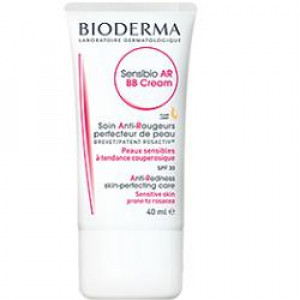 BIODERMA
LABORATOIRE DERMATOLOGIQUE
Sensibio AR
BB Cream
Soin Anti-Rougeurs
perfecteur de peau
BREVET/PATENT ROSACTIV™
Peaux sensibles
à tendance couperosique
SPF 30
Anti-Redness
skin-perfecting care
Sensitive skin
prone to rosacea
40 ml e